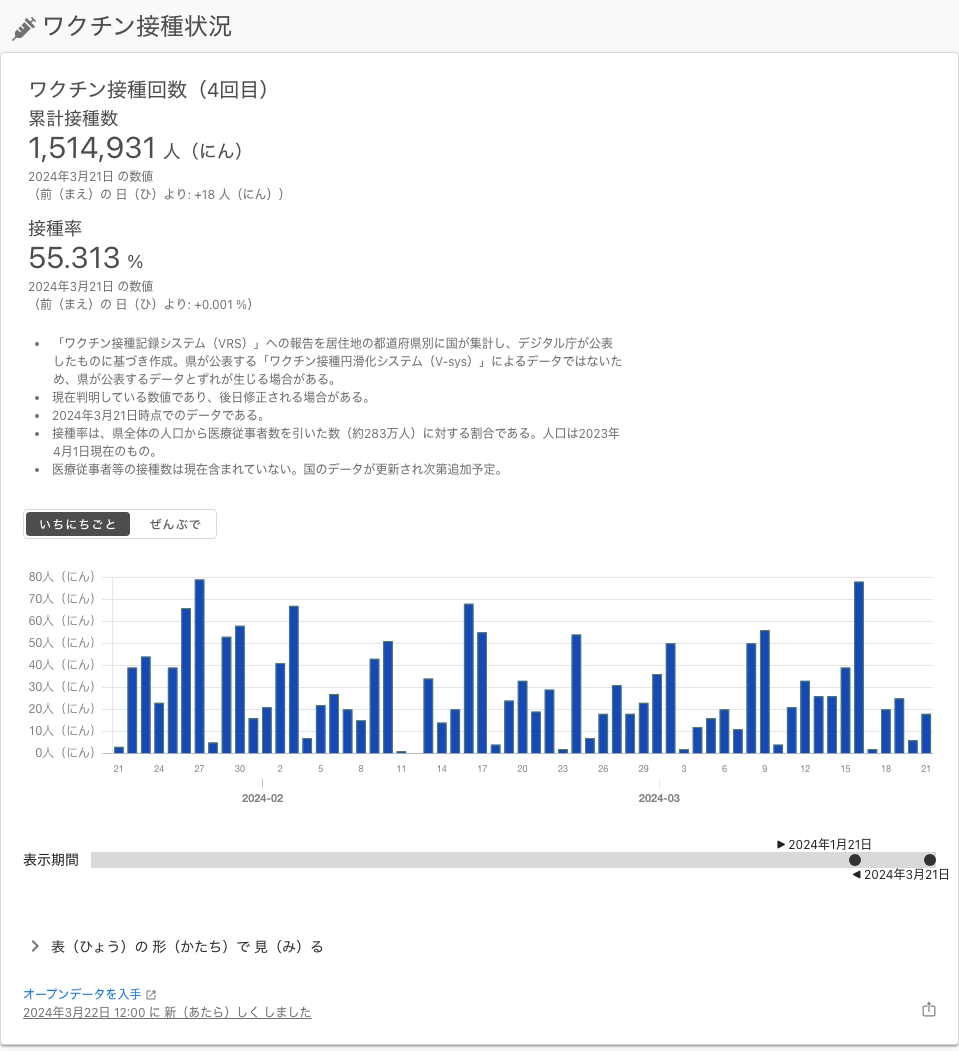 ワクチン接種状況
ワクチン接種回数（4回目）
累計接種数
1,514,931 人（にん）
2024年3月21日 の数値
（前（まえ）の 日（ひ）より: +18 人（にん））
接種率
55.313 %
2024年3月21日 の数値
（前（まえ）の 日（ひ）より: +0.001 %）
• 「ワクチン接種記録システム（VRS）」への報告を居住地の都道府県別に国が集計し、デジタル庁が公表
したものに基づき作成。県が公表する「ワクチン接種円滑化システム（V-sys）」によるデータではないた
め、県が公表するデータとずれが生じる場合がある。
• 現在判明している数値であり、後日修正される場合がある。
• 2024年3月21日時点でのデータである。
• 接種率は、県全体の人口から医療従事者数を引いた数（約283万人）に対する割合である。人口は2023年
4月1日現在のもの。
• 医療従事者等の接種数は現在含まれていない。国のデータが更新され次第追加予定。
いちにちごと ぜんぶで
80人（にん）
70人（にん）
60人（にん）
50人（にん）
40人（にん）
30人（にん）
20人（にん）
10人（にん）
0人（にん）
21 24 27 30 2 5 8 11 14 17 20 23 26 29 3 6 9 12 15 18 21
2024-02 2024-03
▶ 2024年1月21日
表示期間
◀ 2024年3月21日
表（ひょう）の 形（かたち）で 見（み）る
オープンデータを入手
2024年3月22日 12:00 に 新（あたら）しく しました